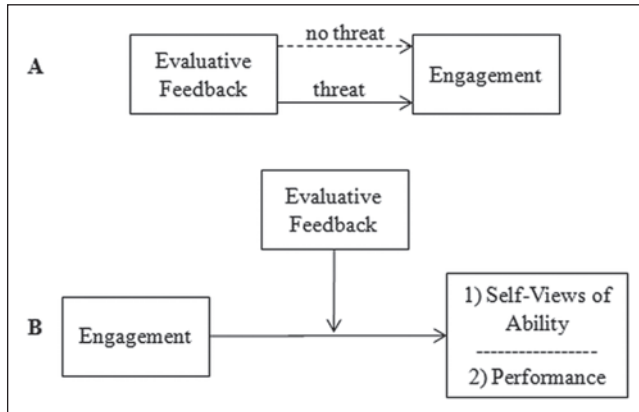 A
Evaluative
Feedback
no threat
threat
Engagement
Evaluative
Feedback
B
Engagement
1) Self-Views of
Ability
2) Performance